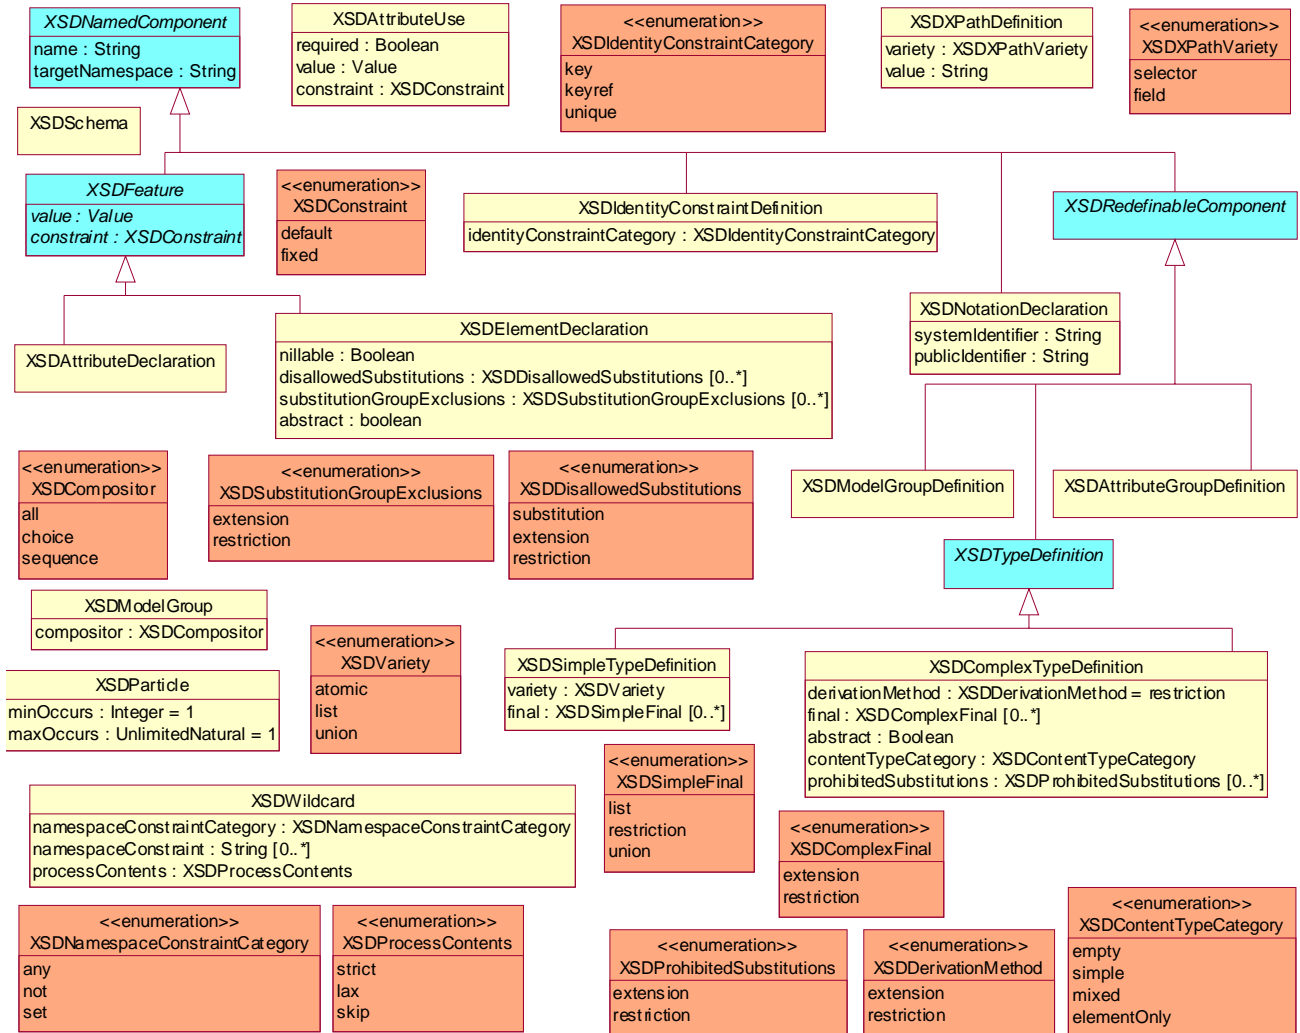 XSDNamedComponent
name : String
targetNamespace : String
XSDAttributeUse
required : Boolean
value : Value
constraint : XSDConstraint
<<enumeration>>
XSDIdentityConstraintCategory
key
keyref
unique
XSDXPathDefinition
variety : XSDXPathVariety
value : String
<<enumeration>>
XSDXPathVariety
selector
field
XSDSchema
XSDFeature
value : Value
constraint : XSDConstraint
<<enumeration>>
XSDConstraint
default
fixed
XSDIdentityConstraintDefinition
identityConstraintCategory : XSDIdentityConstraintCategory
XSDRedefinableComponent
XSDNotationDeclaration
systemIdentifier : String
publicIdentifier : String
XSDAttributeDeclaration
XSDElementDeclaration
nillable : Boolean
disallowedSubstitutions : XSDDisallowedSubstitutions [0..*]
substitutionGroupExclusions : XSDSubstitutionGroupExclusions [0..*]
abstract : boolean
<<enumeration>>
XSDCompositor
all
choice
sequence
<<enumeration>>
XSDSubstitutionGroupExclusions
extension
restriction
<<enumeration>>
XSDDisallowedSubstitutions
substitution
extension
restriction
XSDModelGroupDefinition
XSDAttributeGroupDefinition
XSDTypeDefinition
XSDModelGroup
compositor : XSDCompositor
<<enumeration>>
XSDVariety
atomic
list
union
XSDSimpleTypeDefinition
variety : XSDVariety
final : XSDSimpleFinal [0..*]
XSDComplexTypeDefinition
derivationMethod : XSDDerivationMethod = restriction
final : XSDComplexFinal [0..*]
abstract : Boolean
contentTypeCategory : XSDContentTypeCategory
prohibitedSubstitutions : XSDProhibitedSubstitutions [0..*]
XSDParticle
minOccurs : Integer = 1
maxOccurs : UnlimitedNatural = 1
<<enumeration>>
XSDSimpleFinal
list
restriction
union
XSDWildcard
namespaceConstraintCategory : XSDNamespaceConstraintCategory
namespaceConstraint : String [0..*]
processContents : XSDProcessContents
<<enumeration>>
XSDComplexFinal
extension
restriction
<<enumeration>>
XSDNamespaceConstraintCategory
any
not
set
<<enumeration>>
XSDProcessContents
strict
lax
skip
<<enumeration>>
XSDProhibitedSubstitutions
extension
restriction
<<enumeration>>
XSDDerivationMethod
extension
restriction
<<enumeration>>
XSDContentTypeCategory
empty
simple
mixed
elementOnly